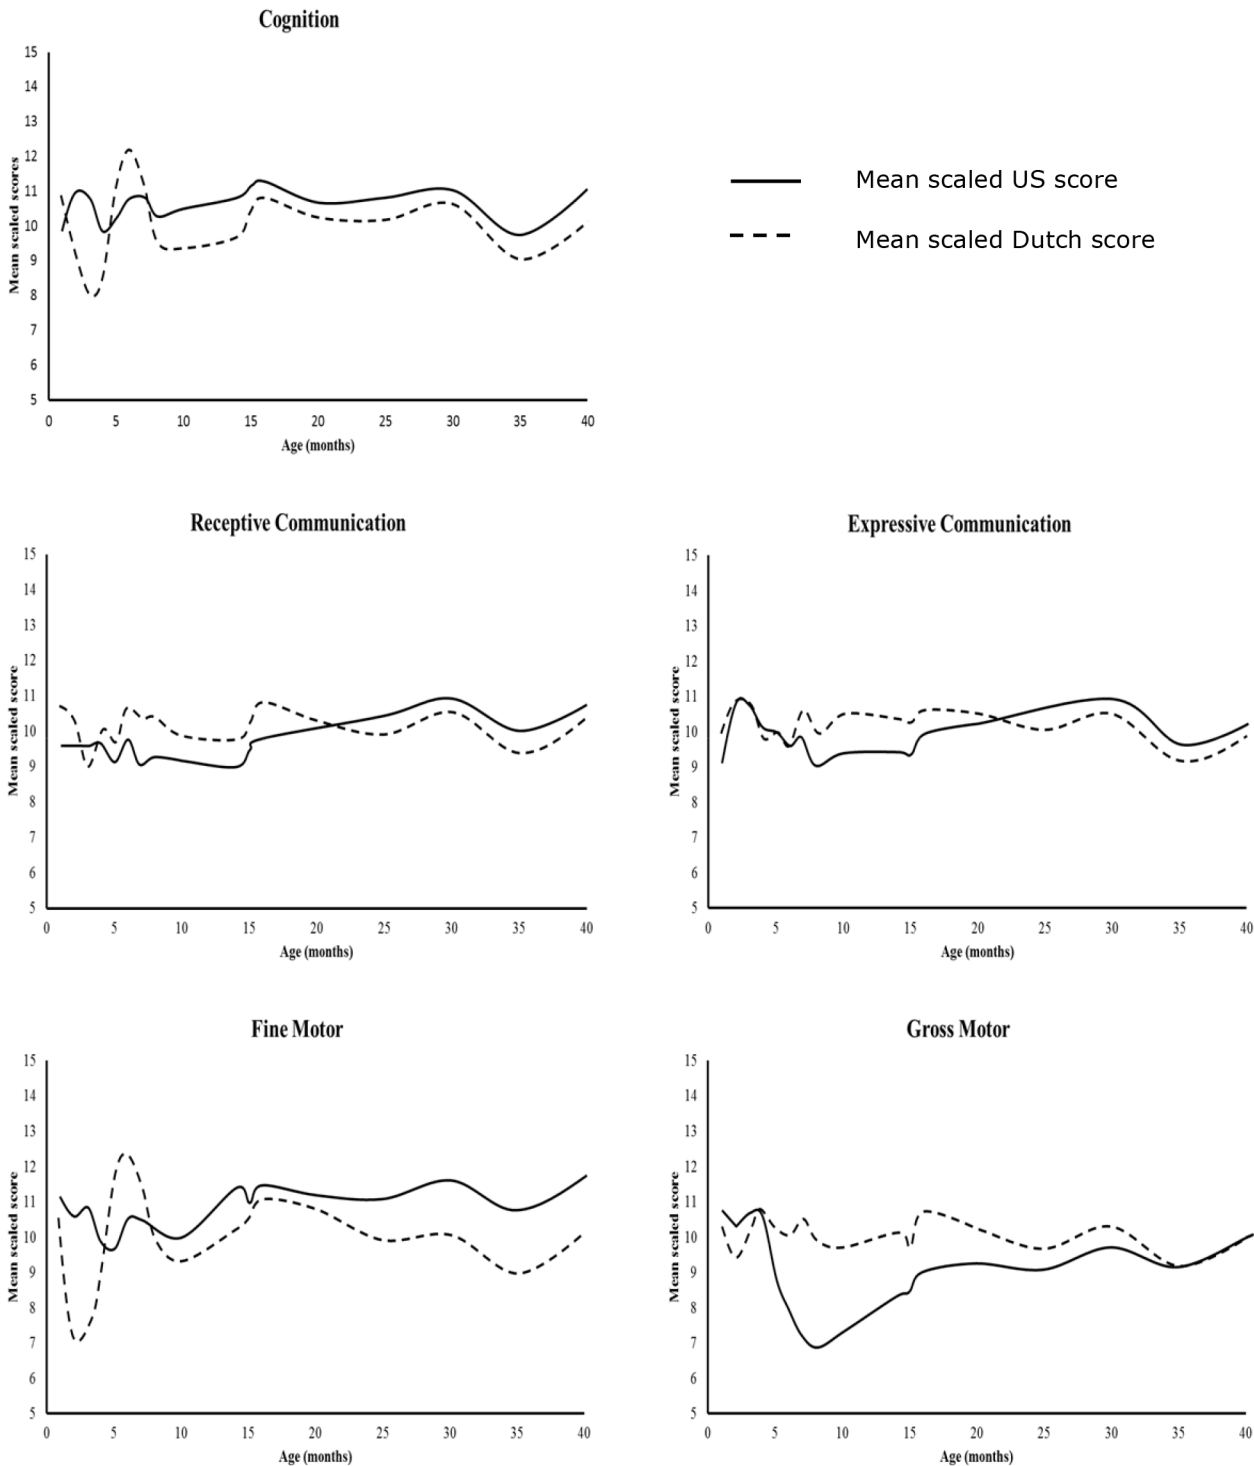 Cognition
15
14
13
12
11
10
9
8
7
6
5
Mean scaled scores
0 5 10 15 20 25 30 35 40
Age (months)
Mean scaled US score
Mean scaled Dutch score
Receptive Communication
15
14
13
12
11
10
9
8
7
6
5
Mean scaled score
0 5 10 15 20 25 30 35 40
Age (months)
Expressive Communication
15
14
13
12
11
10
9
8
7
6
5
Mean scaled score
0 5 10 15 20 25 30 35 40
Age (months)
Fine Motor
15
14
13
12
11
10
9
8
7
6
5
Mean scaled score
0 5 10 15 20 25 30 35 40
Age (months)
Gross Motor
15
14
13
12
11
10
9
8
7
6
5
Mean scaled score
0 5 10 15 20 25 30 35 40
Age (months)